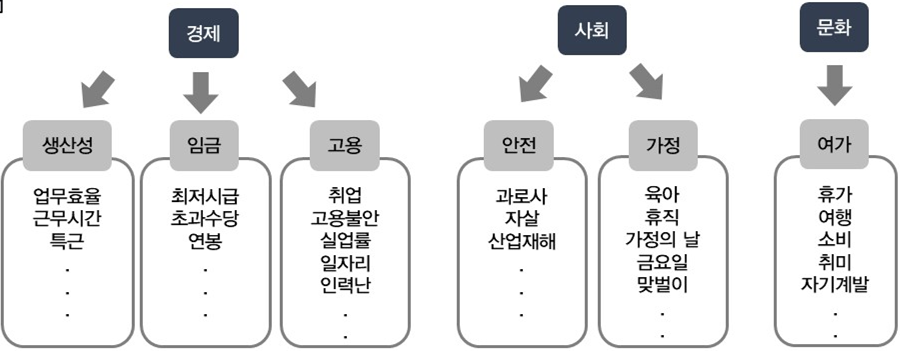 ]
경제
사회
문화
생산성
임금
고용
안전
가정
여가
업무효율
근무시간
특근
.
.
.
최저시급
초과수당
연봉
.
.
.
취업
고용불안
실업률
일자리
인력난
.
.
과로사
자살
산업재해
.
.
.
육아
휴직
가정의 날
금요일
맞벌이
.
.
휴가
여행
소비
취미
자기계발
.
.